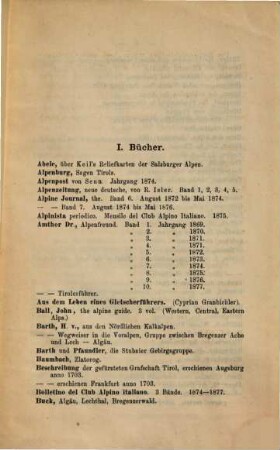 I. Bücher.
Abele, über Keil's Reliefkarten der Salzburger Alpen.
Alpenburg, Sagen Tirols.
Alpenpost von Senn Jahrgang 1874.
Alpenzeitung, neue deutsche, von R. Issler. Band 1, 2, 3, 4, 5.
Alpine Journal, the. Band 6. August 1872 bis Mai 1874.
— — Band 7. August 1874 bis Mai 1876.
Alpinista periodico. Mensile del Club Alpino Italiano. 1875.
Amthor Dr., Alpenfreund. Band 1. Jahrgang 1869.
„ 2. „ 1870.
„ 3. „ 1871.
„ 4. „ 1871.
„ 5. „ 1872.
„ 6. „ 1873.
„ 7. „ 1874.
„ 8. „ 1875.
„ 9. „ 1876.
„ 10. „ 1877.
— — Tirolerführer.
Aus dem Leben eines Gletscherführers. (Cyprian Granbichler).
Ball, John, the alpine guide. 3 vol. (Western, Central, Eastern
Alps.)
Barth, H. v., aus den Nördlichen Kalkalpen.
— — Wegweiser in die Voralpen, Gruppe zwischen Bregenzer Ache
und Lech — Algäu.
Barth und Pfaundler, die Stubaier Gebirgsgruppe.
Baumbach, Zlatorog.
Beschreibung der gefürsteten Grafschaft Tirol, erschienen Augsburg
anno 1703.
— — erschienen Frankfurt anno 1703.
Bolletino del Club Alpino italiano. 3 Bände. 1874—1877.
Buck, Algäu, Lechthal, Bregenzerwald.